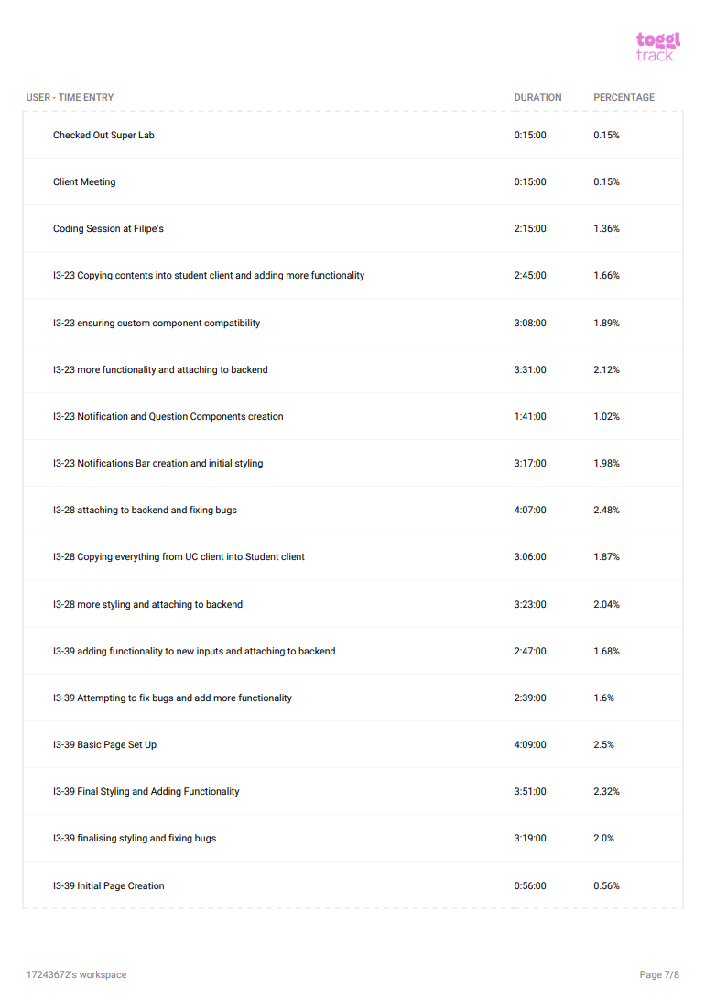 toggl
track
USER - TIME ENTRY DURATION PERCENTAGE
Checked Out Super Lab 0:15:00 0.15%
Client Meeting 0:15:00 0.15%
Coding Session at Filipe's 2:15:00 1.36%
I3-23 Copying contents into student client and adding more functionality 2:45:00 1.66%
I3-23 ensuring custom component compatibility 3:08:00 1.89%
I3-23 more functionality and attaching to backend 3:31:00 2.12%
I3-23 Notification and Question Components creation 1:41:00 1.02%
I3-23 Notifications Bar creation and initial styling 3:17:00 1.98%
I3-28 attaching to backend and fixing bugs 4:07:00 2.48%
I3-28 Copying everything from UC client into Student client 3:06:00 1.87%
I3-28 more styling and attaching to backend 3:23:00 2.04%
I3-39 adding functionality to new inputs and attaching to backend 2:47:00 1.68%
I3-39 Attempting to fix bugs and add more functionality 2:39:00 1.6%
I3-39 Basic Page Set Up 4:09:00 2.5%
I3-39 Final Styling and Adding Functionality 3:51:00 2.32%
I3-39 finalising styling and fixing bugs 3:19:00 2.0%
I3-39 Initial Page Creation 0:56:00 0.56%
17243672's workspace Page 7/8